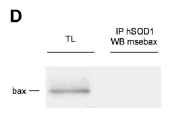 D
IP hSOD1
TL WB msebax
bax